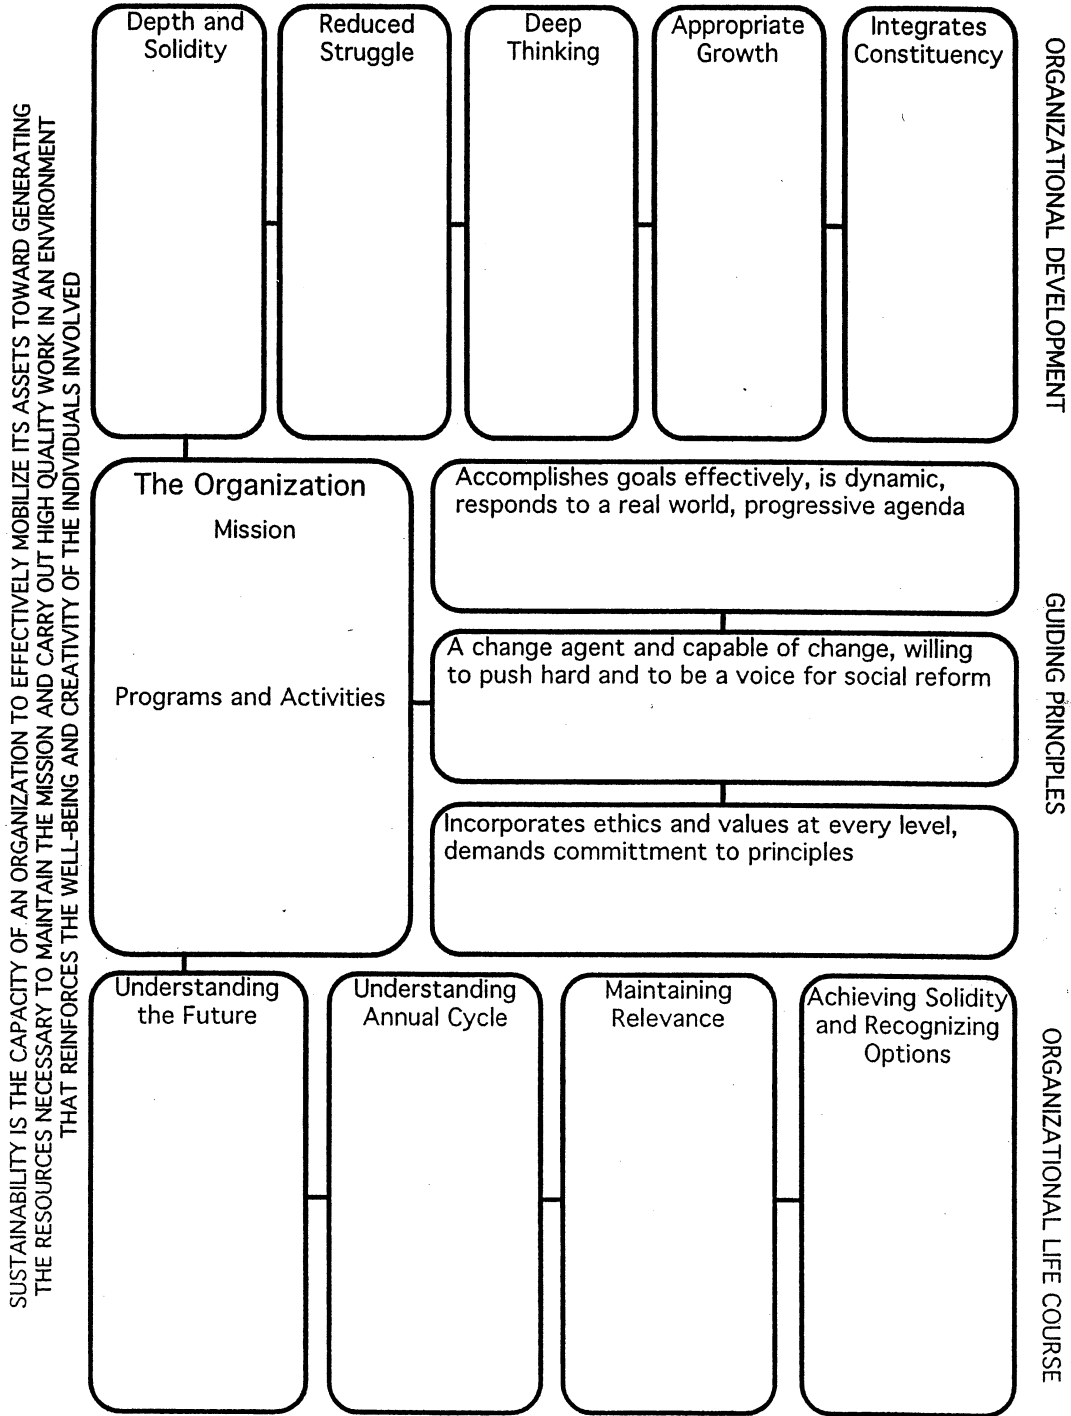 SUSTAINABILITY IS THE CAPACITY OF AN ORGANIZATION TO EFFECTIVELY MOBILIZE ITS ASSETS TOWARD GENERATING
THE RESOURCES NECESSARY TO MAINTAIN THE MISSION AND CARRY OUT HIGH QUALITY WORK IN AN ENVIRONMENT
THAT REINFORCES THE WELL-BEING AND CREATIVITY OF THE INDIVIDUALS INVOLVED
Depth and
Solidity
Reduced
Struggle
Deep
Thinking
Appropriate
Growth
Integrates
Constituency
ORGANIZATIONAL DEVELOPMENT
The Organization
Mission
Programs and Activities
Accomplishes goals effectively, is dynamic,
responds to a real world, progressive agenda
A change agent and capable of change, willing
to push hard and to be a voice for social reform
Incorporates ethics and values at every level,
demands committment to principles
GUIDING PRINCIPLES
Understanding
the Future
Understanding
Annual Cycle
Maintaining
Relevance
Achieving Solidity
and Recognizing
Options
ORGANIZATIONAL LIFE COURSE